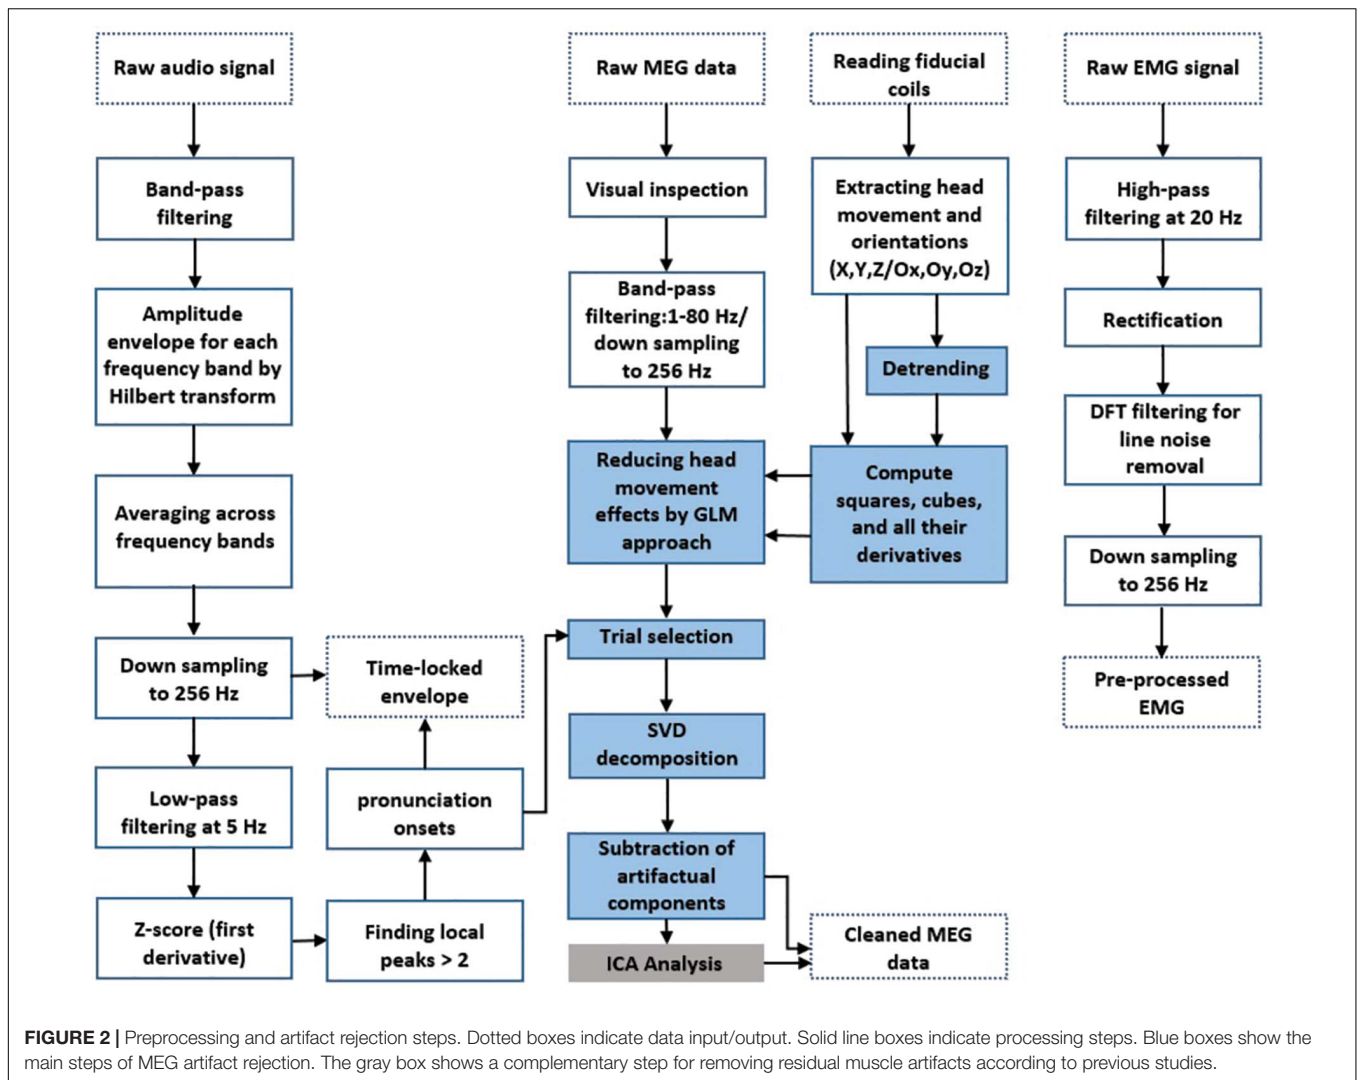 Raw audio signal
Band-pass
filtering
Amplitude
envelope for each
frequency band by
Hilbert transform
Averaging across
frequency bands
Down sampling
to 256 Hz
Low-pass
filtering at 5 Hz
Z-score (first
derivative)
Time-locked
envelope
pronunciation
onsets
Finding local
peaks > 2
Raw MEG data
Visual inspection
Band-pass
filtering:1-80 Hz/
down sampling
to 256 Hz
Reducing head
movement
effects by GLM
approach
Trial selection
SVD
decomposition
Subtraction of
artifactual
components
ICA Analysis
Reading fiducial
coils
Extracting head
movement and
orientations
(X,Y,Z/Ox,Oy,Oz)
Detrending
Compute
squares, cubes,
and all their
derivatives
Cleaned MEG
data
Raw EMG signal
High-pass
filtering at 20 Hz
Rectification
DFT filtering for
line noise
removal
Down sampling
to 256 Hz
Pre-processed
EMG
FIGURE 2 | Preprocessing and artifact rejection steps. Dotted boxes indicate data input/output. Solid line boxes indicate processing steps. Blue boxes show the
main steps of MEG artifact rejection. The gray box shows a complementary step for removing residual muscle artifacts according to previous studies.